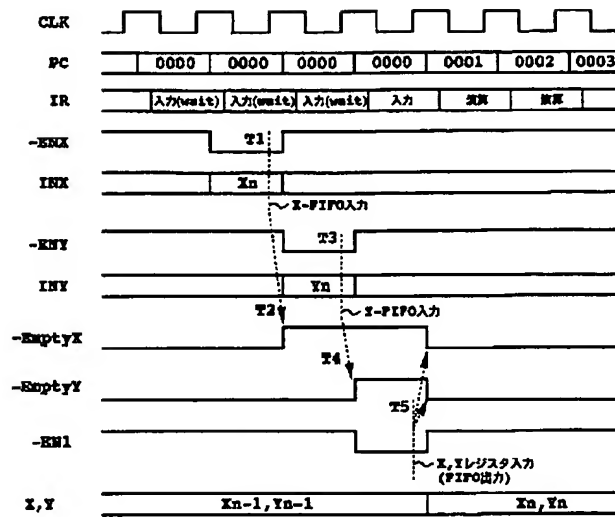 CLK
PC 0000 0000 0000 0000 0001 0002 0003
IR 入力(wait) 入力(wait) 入力(wait) 入力 演算 演算
-ENX T1
INX Xn
X-FIFO入力
-ENY T3
INY Yn
T2 Y-FIFO入力
-EmptyX
T4
-EmptyY
T5
-EN1
X,Yレジスタ入力
(FIFO出力)
X,Y Xn-1,Yn-1 Xn,Yn